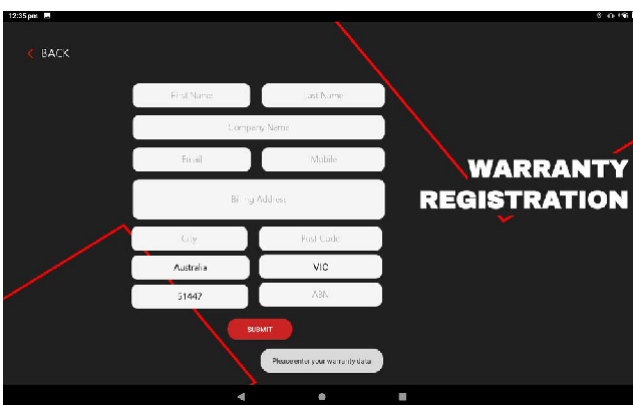 12:35 pm
BACK
First Name
Last Name
Company Name
Email
Mobile
WARRANTY
REGISTRATION
Billing Address
City
Post Code
Australia
VIC
51447
ABN
SUBMIT
Please enter your warranty data